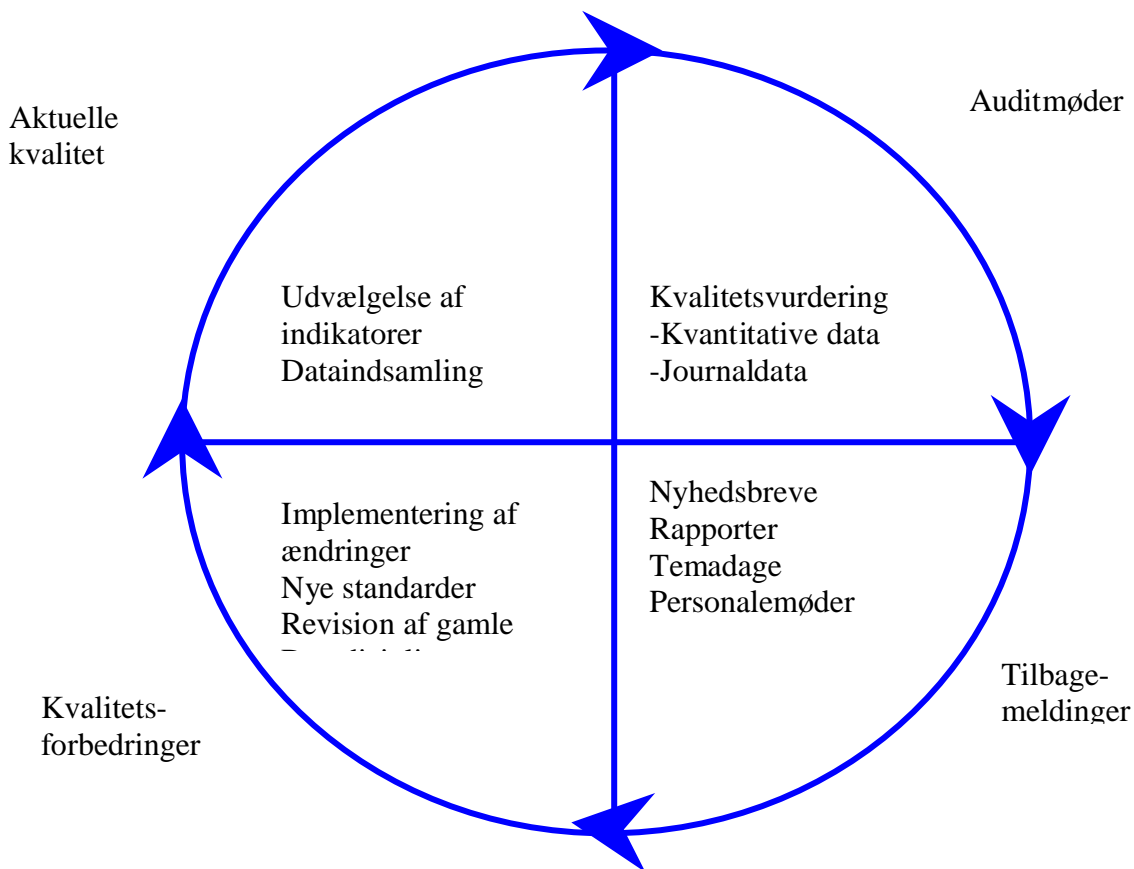 Aktuelle
kvalitet
Auditmøder
Udvælgelse af
indikatorer
Dataindsamling
Kvalitetsvurdering
-Kvantitative data
-Journaldata
Implementering af
ændringer
Nye standarder
Revision af gamle
Nyhedsbreve
Rapporter
Temadage
Personalemøder
Kvalitets-
forbedringer
Tilbage-
meldinger